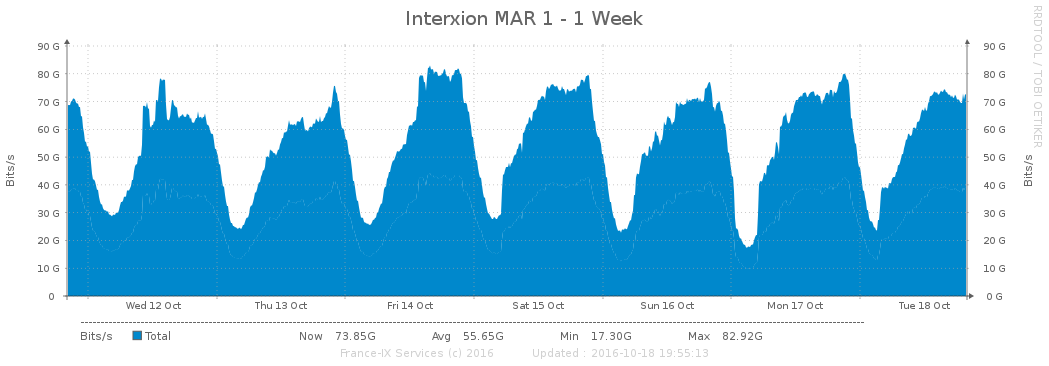 Interxion MAR 1 - 1 Week
RRDTOOL / TOBI OETIKER
Bits/s
90 G 90 G
80 G 80 G
70 G 70 G
60 G 60 G
50 G 50 G
40 G 40 G
30 G 30 G
20 G 20 G
10 G 10 G
0 0 G
Bits/s
Wed 12 Oct Thu 13 Oct Fri 14 Oct Sat 15 Oct Sun 16 Oct Mon 17 Oct Tue 18 Oct
Bits/s Total Now 73.85G Avg 55.65G Min 17.30G Max 82.92G
France-IX Services (c) 2016 Updated : 2016-10-18 19:55:13